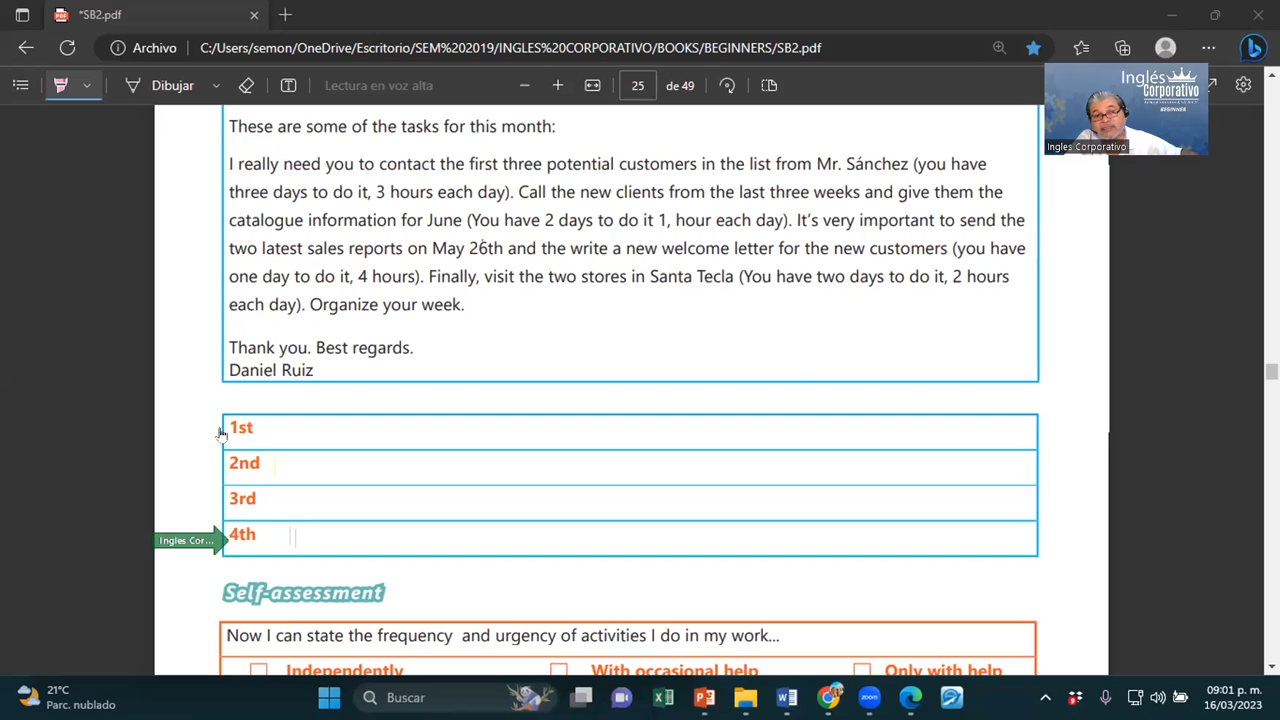 *SB2.pdf
Archivo C:/Users/semon/OneDrive/Escritorio/SEM%202019/INGLES%20CORPORATIVO/BOOKS/BEGINNERS/SB2.pdf
Dibujar Lectura en voz alta 25 de 49
Inglés
Corporativo
BEGINNER
Ingles Corporativo
These are some of the tasks for this month:
I really need you to contact the first three potential customers in the list from Mr. Sánchez (you have
three days to do it, 3 hours each day). Call the new clients from the last three weeks and give them the
catalogue information for June (You have 2 days to do it 1, hour each day). It’s very important to send the
two latest sales reports on May 26th and the write a new welcome letter for the new customers (you have
one day to do it, 4 hours). Finally, visit the two stores in Santa Tecla (You have two days to do it, 2 hours
each day). Organize your week.
Thank you. Best regards.
Daniel Ruiz
1st
2nd
3rd
4th
Ingles Cor...
Self-assessment
Now I can state the frequency and urgency of activities I do in my work...
Independently With occasional help Only with help
21°C
Parc. nublado
Buscar
09:01 p. m.
16/03/2023